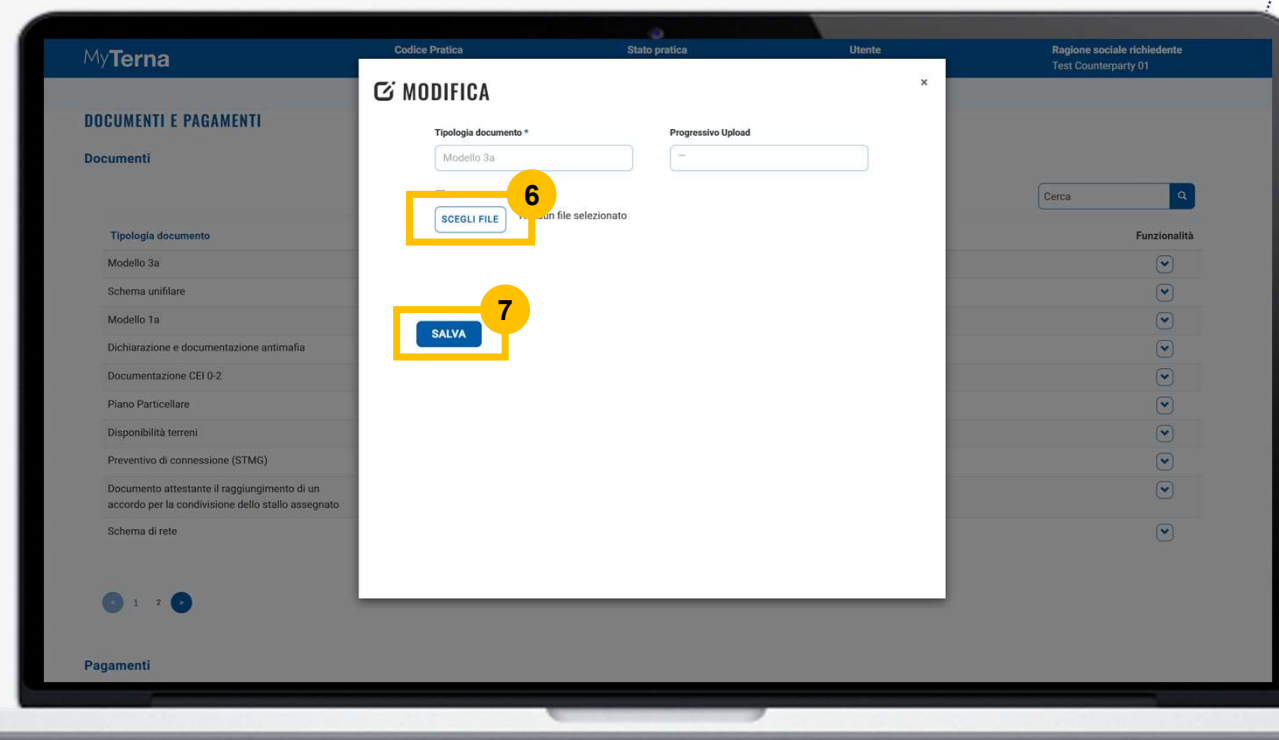 MyTerna
Codice Pratica
Stato pratica
Utente
Ragione sociale richiedente
Test Counterparty 01
MODIFICA
×
DOCUMENTI E PAGAMENTI
Documenti
Tipologia documento *
Progressivo Upload
Modello 3a
—
6
SCEGLI FILE
file selezionato
Cerca
7
SALVA
Tipologia documento
Funzionalità
Modello 3a
Schema unifilare
Modello 1a
Dichiarazione e documentazione antimafia
Documentazione CEI 0-2
Piano Particellare
Disponibilità terreni
Preventivo di connessione (STMG)
Documento attestante il raggiungimento di un
accordo per la condivisione dello stallo assegnato
Schema di rete
1 2
Pagamenti